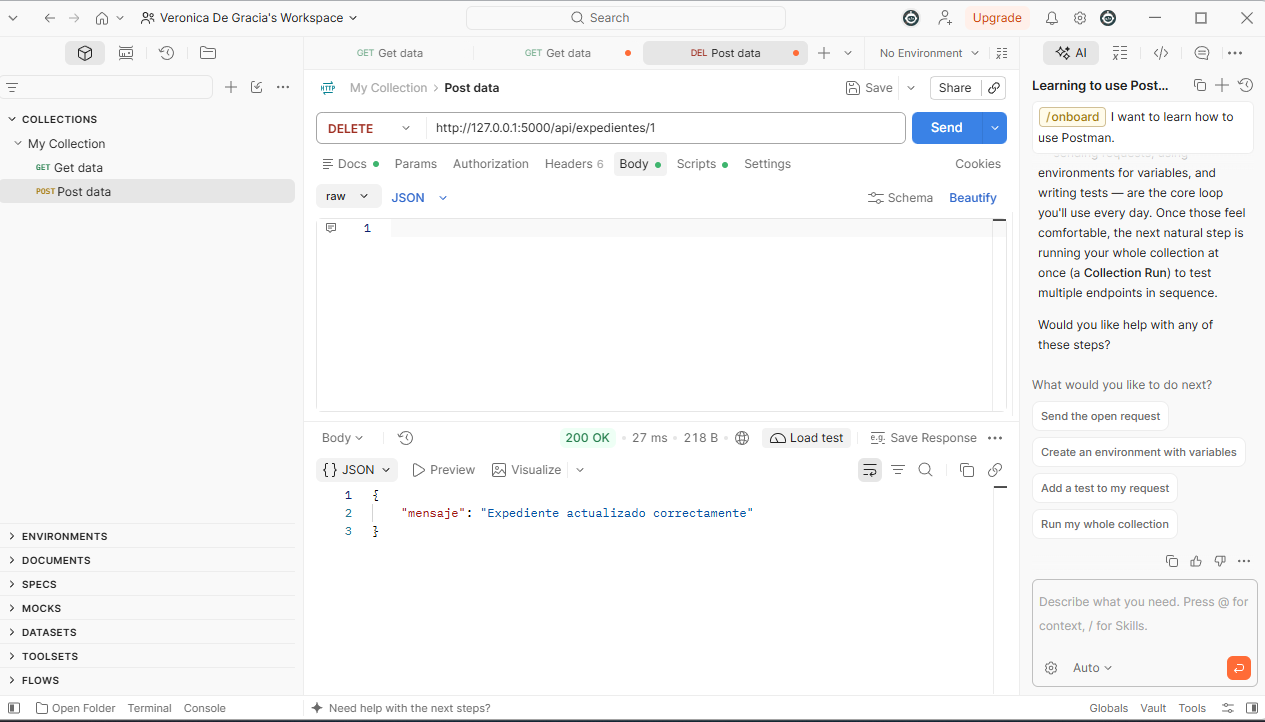 Veronica De Gracia's Workspace
Search
Upgrade
GET Get data
GET Get data
DEL Post data
No Environment
AI
COLLECTIONS
My Collection
GET Get data
POST Post data
ENVIRONMENTS
DOCUMENTS
SPECS
MOCKS
DATASETS
TOOLSETS
FLOWS
HTTP
My Collection > Post data
Save
Share
DELETE
http://127.0.0.1:5000/api/expedientes/1
Send
Docs
Params
Authorization
Headers 6
Body
Scripts
Settings
Cookies
raw
JSON
Schema
Beautify
1
Body
200 OK
27 ms
218 B
Load test
e.g. Save Response
{} JSON
Preview
Visualize
1 {
2 "mensaje": "Expediente actualizado correctamente"
3 }
Learning to use Post...
/onboard I want to learn how to
use Postman.
sending requests, using
environments for variables, and
writing tests — are the core loop
you'll use every day. Once those feel
comfortable, the next natural step is
running your whole collection at
once (a Collection Run) to test
multiple endpoints in sequence.
Would you like help with any of
these steps?
What would you like to do next?
Send the open request
Create an environment with variables
Add a test to my request
Run my whole collection
Describe what you need. Press @ for
context, / for Skills.
Auto
Open Folder
Terminal
Console
Need help with the next steps?
Globals
Vault
Tools